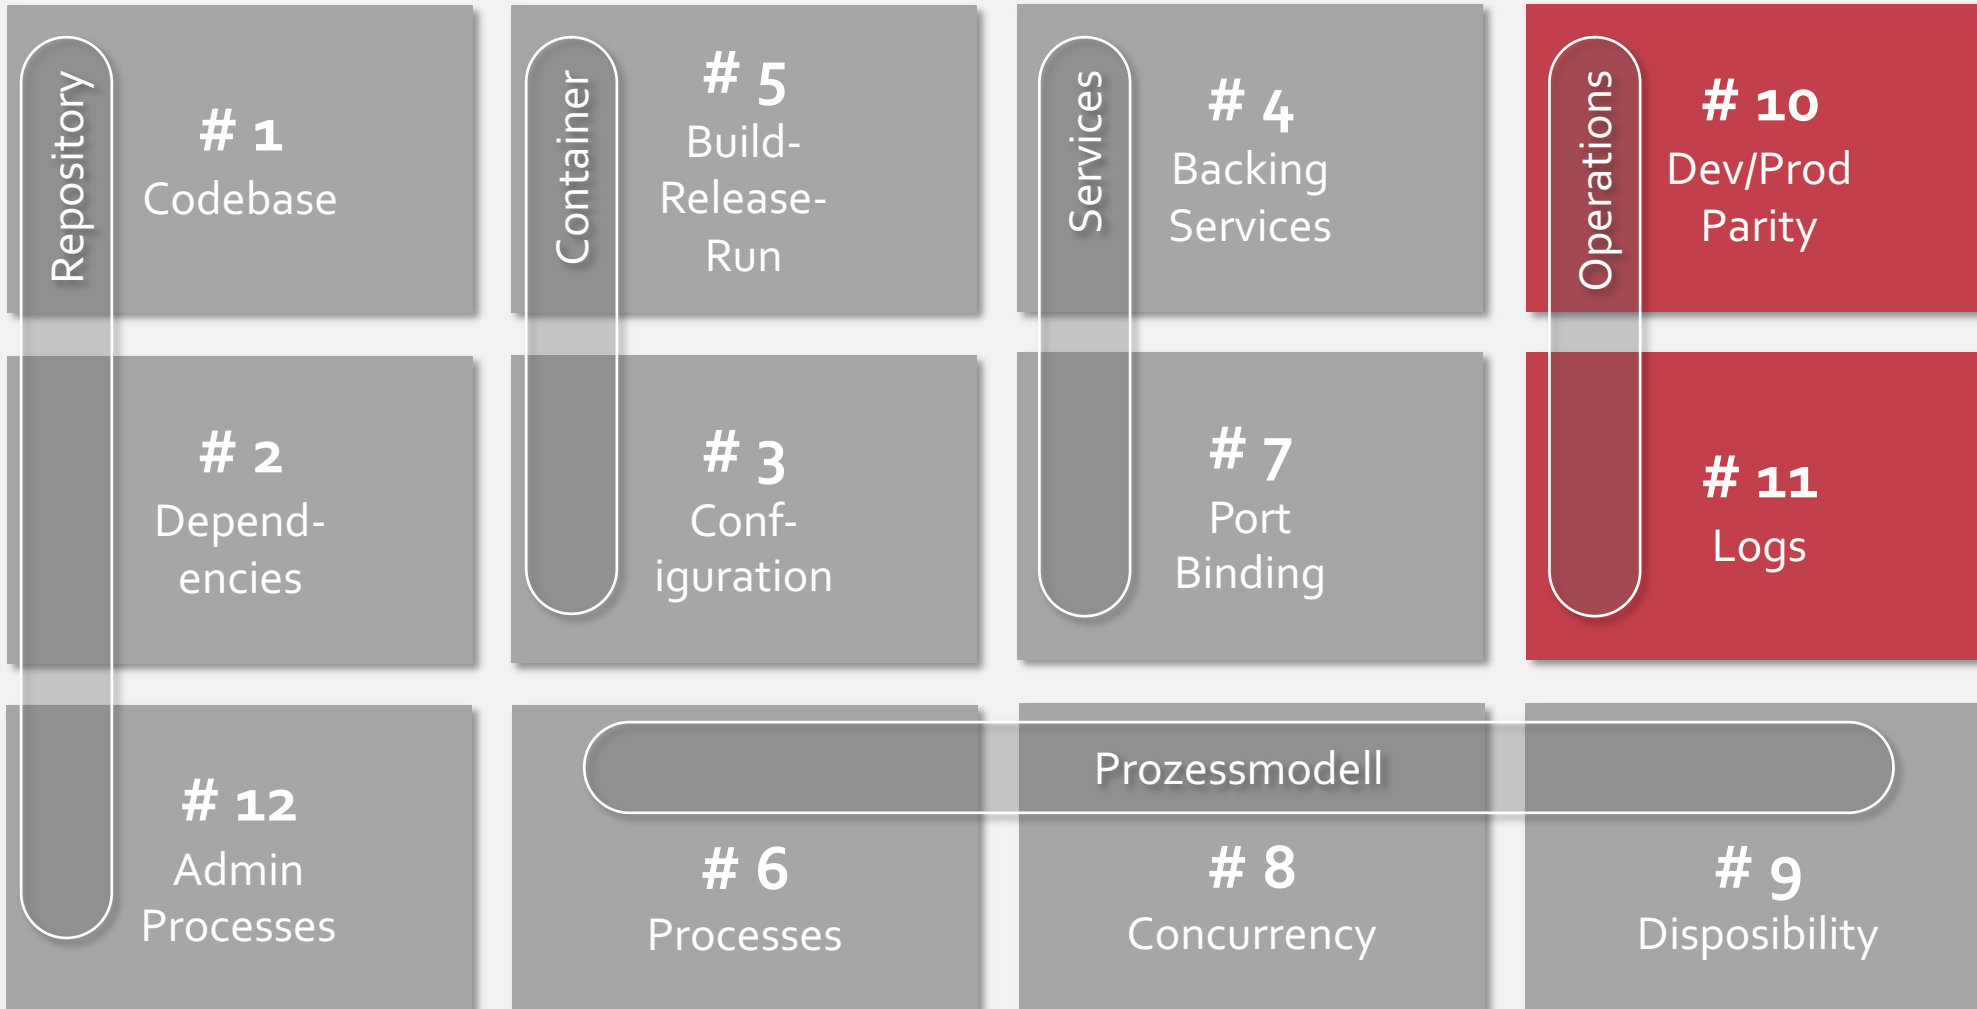 Repository
# 1
Codebase
Container
# 5
Build-
Release-
Run
Services
# 4
Backing
Services
Operations
# 10
Dev/Prod
Parity
# 2
Depend-
encies
# 3
Conf-
iguration
# 7
Port
Binding
# 11
Logs
# 12
Admin
Processes
Prozessmodell
# 6
Processes
# 8
Concurrency
# 9
Disposibility